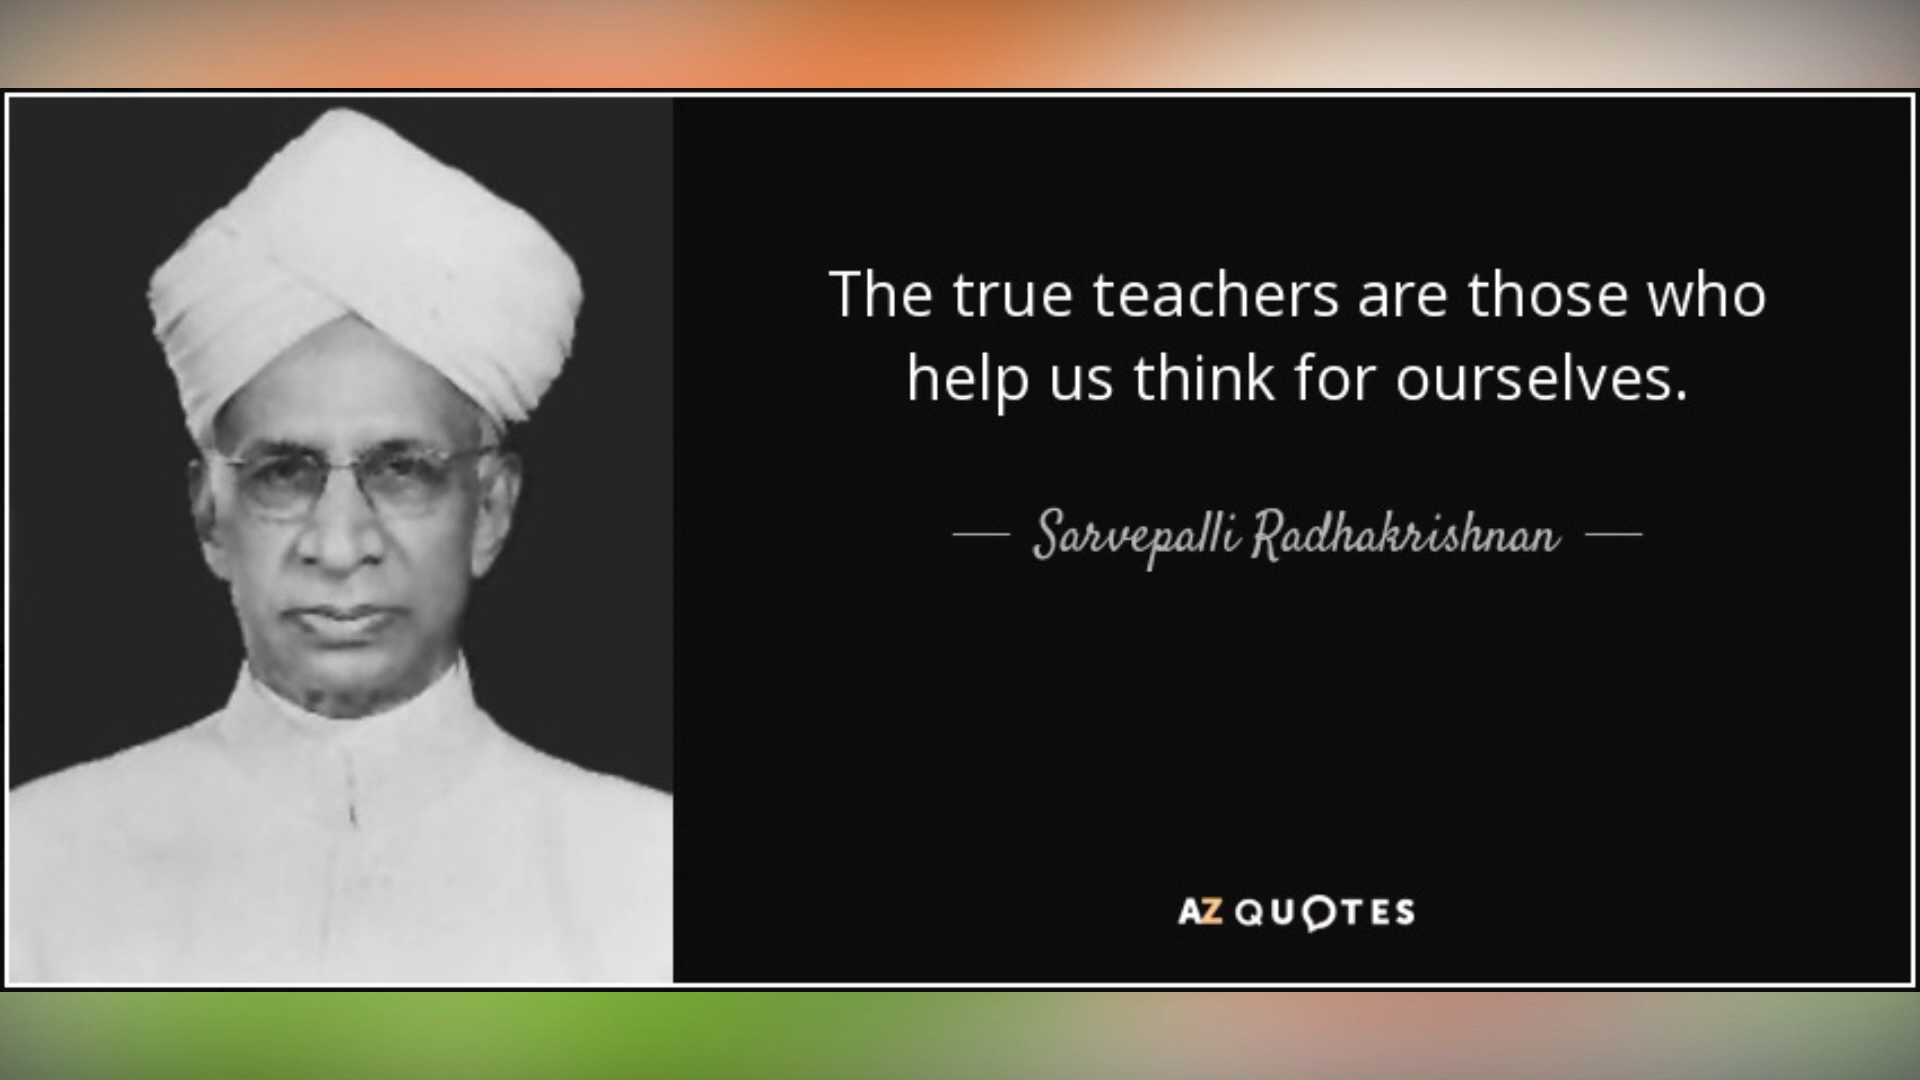 The true teachers are those who
help us think for ourselves.
— Sarvepalli Radhakrishnan —
AZ QUOTES